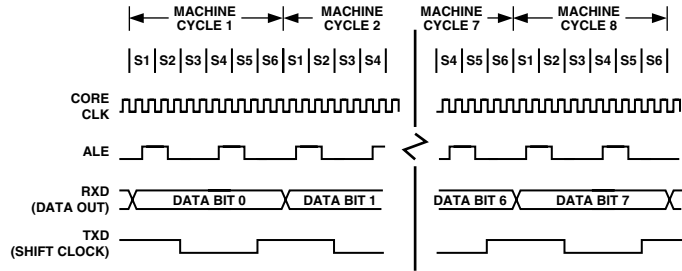 MACHINE CYCLE 1
MACHINE CYCLE 2
MACHINE CYCLE 7
MACHINE CYCLE 8
S1 S2 S3 S4 S5 S6 S1 S2 S3 S4
S4 S5 S6 S1 S2 S3 S4 S5 S6
CORE CLK
ALE
RXD (DATA OUT)
DATA BIT 0
DATA BIT 1
DATA BIT 6
DATA BIT 7
TXD (SHIFT CLOCK)